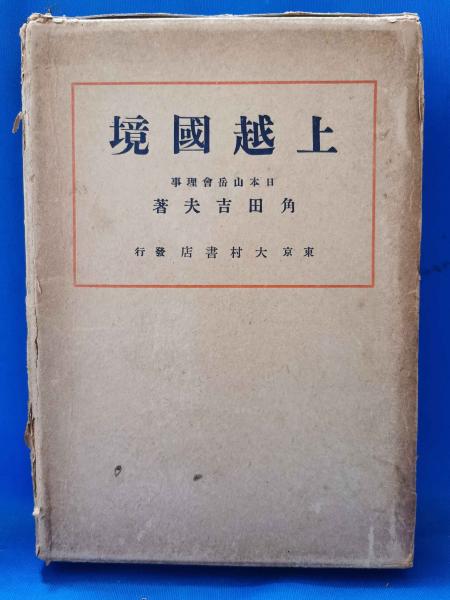 上越國境
日本山岳會理事
角田吉夫著
東京 大村書店 發行